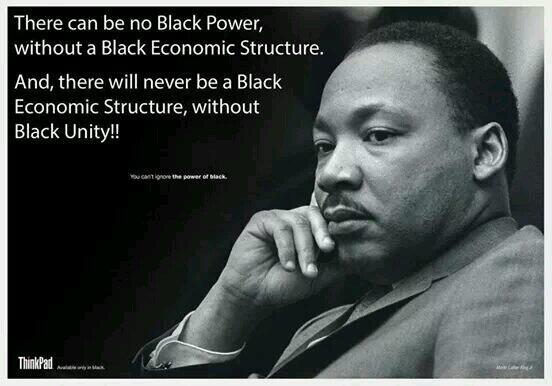 There can be no Black Power,
without a Black Economic Structure.
And, there will never be a Black
Economic Structure, without
Black Unity!!
You can't ignore the power of black.
ThinkPad Available only in black.
Martin Luther King Jr